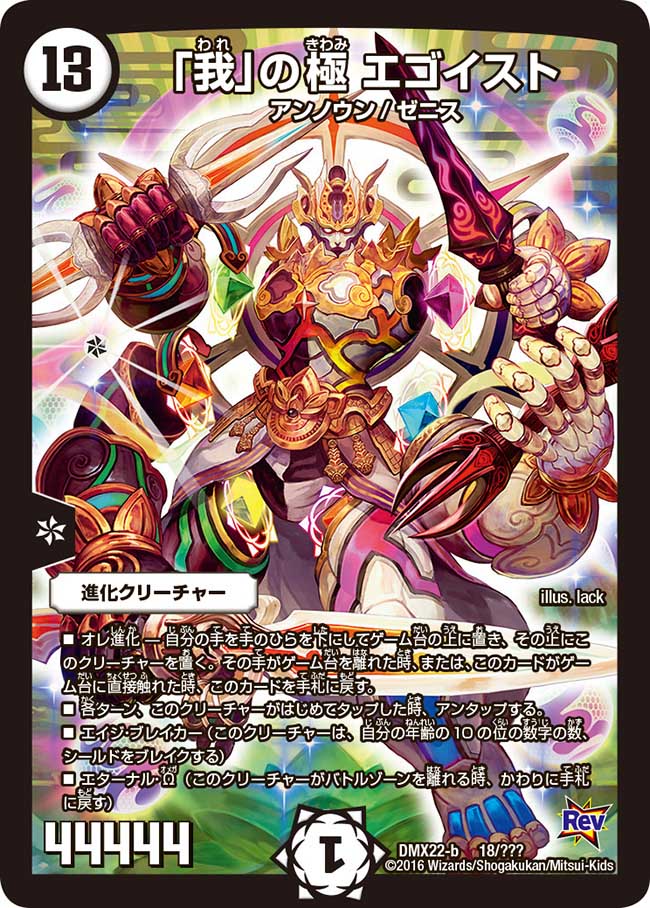 13
「我」の極 エゴイスト
われ きわみ
アンノウン / ゼニス
進化クリーチャー
illus. lack
■ オレ進化 ― 自分の手を手のひらを下にしてゲーム台の上に置き、その上にこ
のクリーチャーを置く。その手がゲーム台を離れた時、または、このカードがゲー
ム台に直接触れた時、このカードを手札に戻す。
■ 各ターン、このクリーチャーがはじめてタップした時、アンタップする。
■ エイジ・ブレイカー (このクリーチャーは、自分の年齢の 10 の位の数字の数、
シールドをブレイクする)
■ エターナル・Ω (このクリーチャーがバトルゾーンを離れる時、かわりに手札
に戻す)
44444
1
Rev
DMX22-b 18/???
©2016 Wizards/Shogakukan/Mitsui-Kids